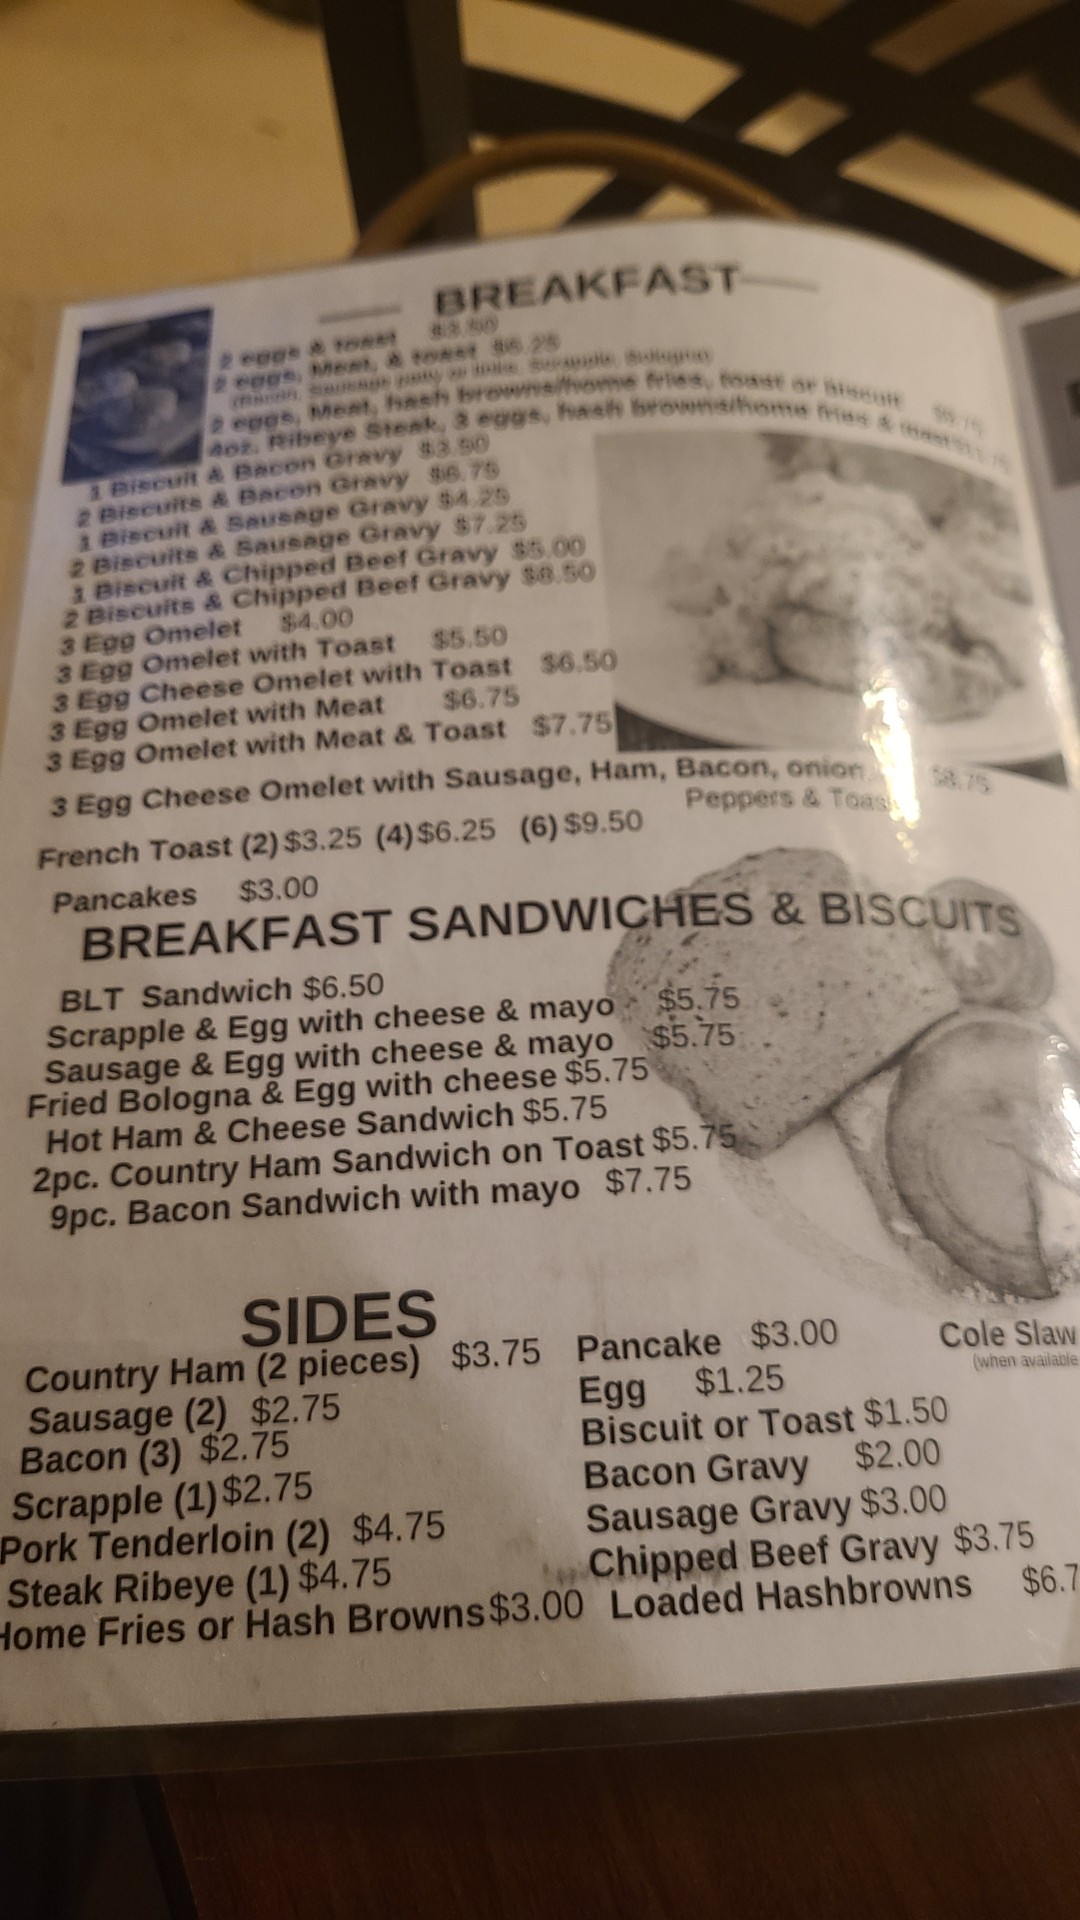 BREAKFAST
2 eggs & toast $3.50
2 eggs, Meat, & toast $6.25
(Bacon, Sausage patty or links, Scrapple, Bologna)
2 eggs, Meat, hash browns/home fries, toast or biscuit
4oz. Ribeye Steak, 3 eggs, hash browns/home fries & toast
1 Biscuit & Bacon Gravy $3.50
2 Biscuits & Bacon Gravy $6.75
1 Biscuit & Sausage Gravy $4.25
2 Biscuits & Sausage Gravy $7.25
1 Biscuit & Chipped Beef Gravy $5.00
2 Biscuits & Chipped Beef Gravy $8.50
3 Egg Omelet $4.00
3 Egg Omelet with Toast $5.50
3 Egg Cheese Omelet with Toast $6.50
3 Egg Omelet with Meat $6.75
3 Egg Omelet with Meat & Toast $7.75
3 Egg Cheese Omelet with Sausage, Ham, Bacon, onion, $8.75
Peppers & Toast
French Toast (2) $3.25 (4) $6.25 (6) $9.50
Pancakes $3.00
BREAKFAST SANDWICHES & BISCUITS
BLT Sandwich $6.50
Scrapple & Egg with cheese & mayo $5.75
Sausage & Egg with cheese & mayo $5.75
Fried Bologna & Egg with cheese $5.75
Hot Ham & Cheese Sandwich $5.75
2pc. Country Ham Sandwich on Toast $5.75
9pc. Bacon Sandwich with mayo $7.75
SIDES
Country Ham (2 pieces) $3.75
Sausage (2) $2.75
Bacon (3) $2.75
Scrapple (1) $2.75
Pork Tenderloin (2) $4.75
Steak Ribeye (1) $4.75
Home Fries or Hash Browns $3.00
Pancake $3.00
Egg $1.25
Biscuit or Toast $1.50
Bacon Gravy $2.00
Sausage Gravy $3.00
Chipped Beef Gravy $3.75
Loaded Hashbrowns $6.7
Cole Slaw
(when available